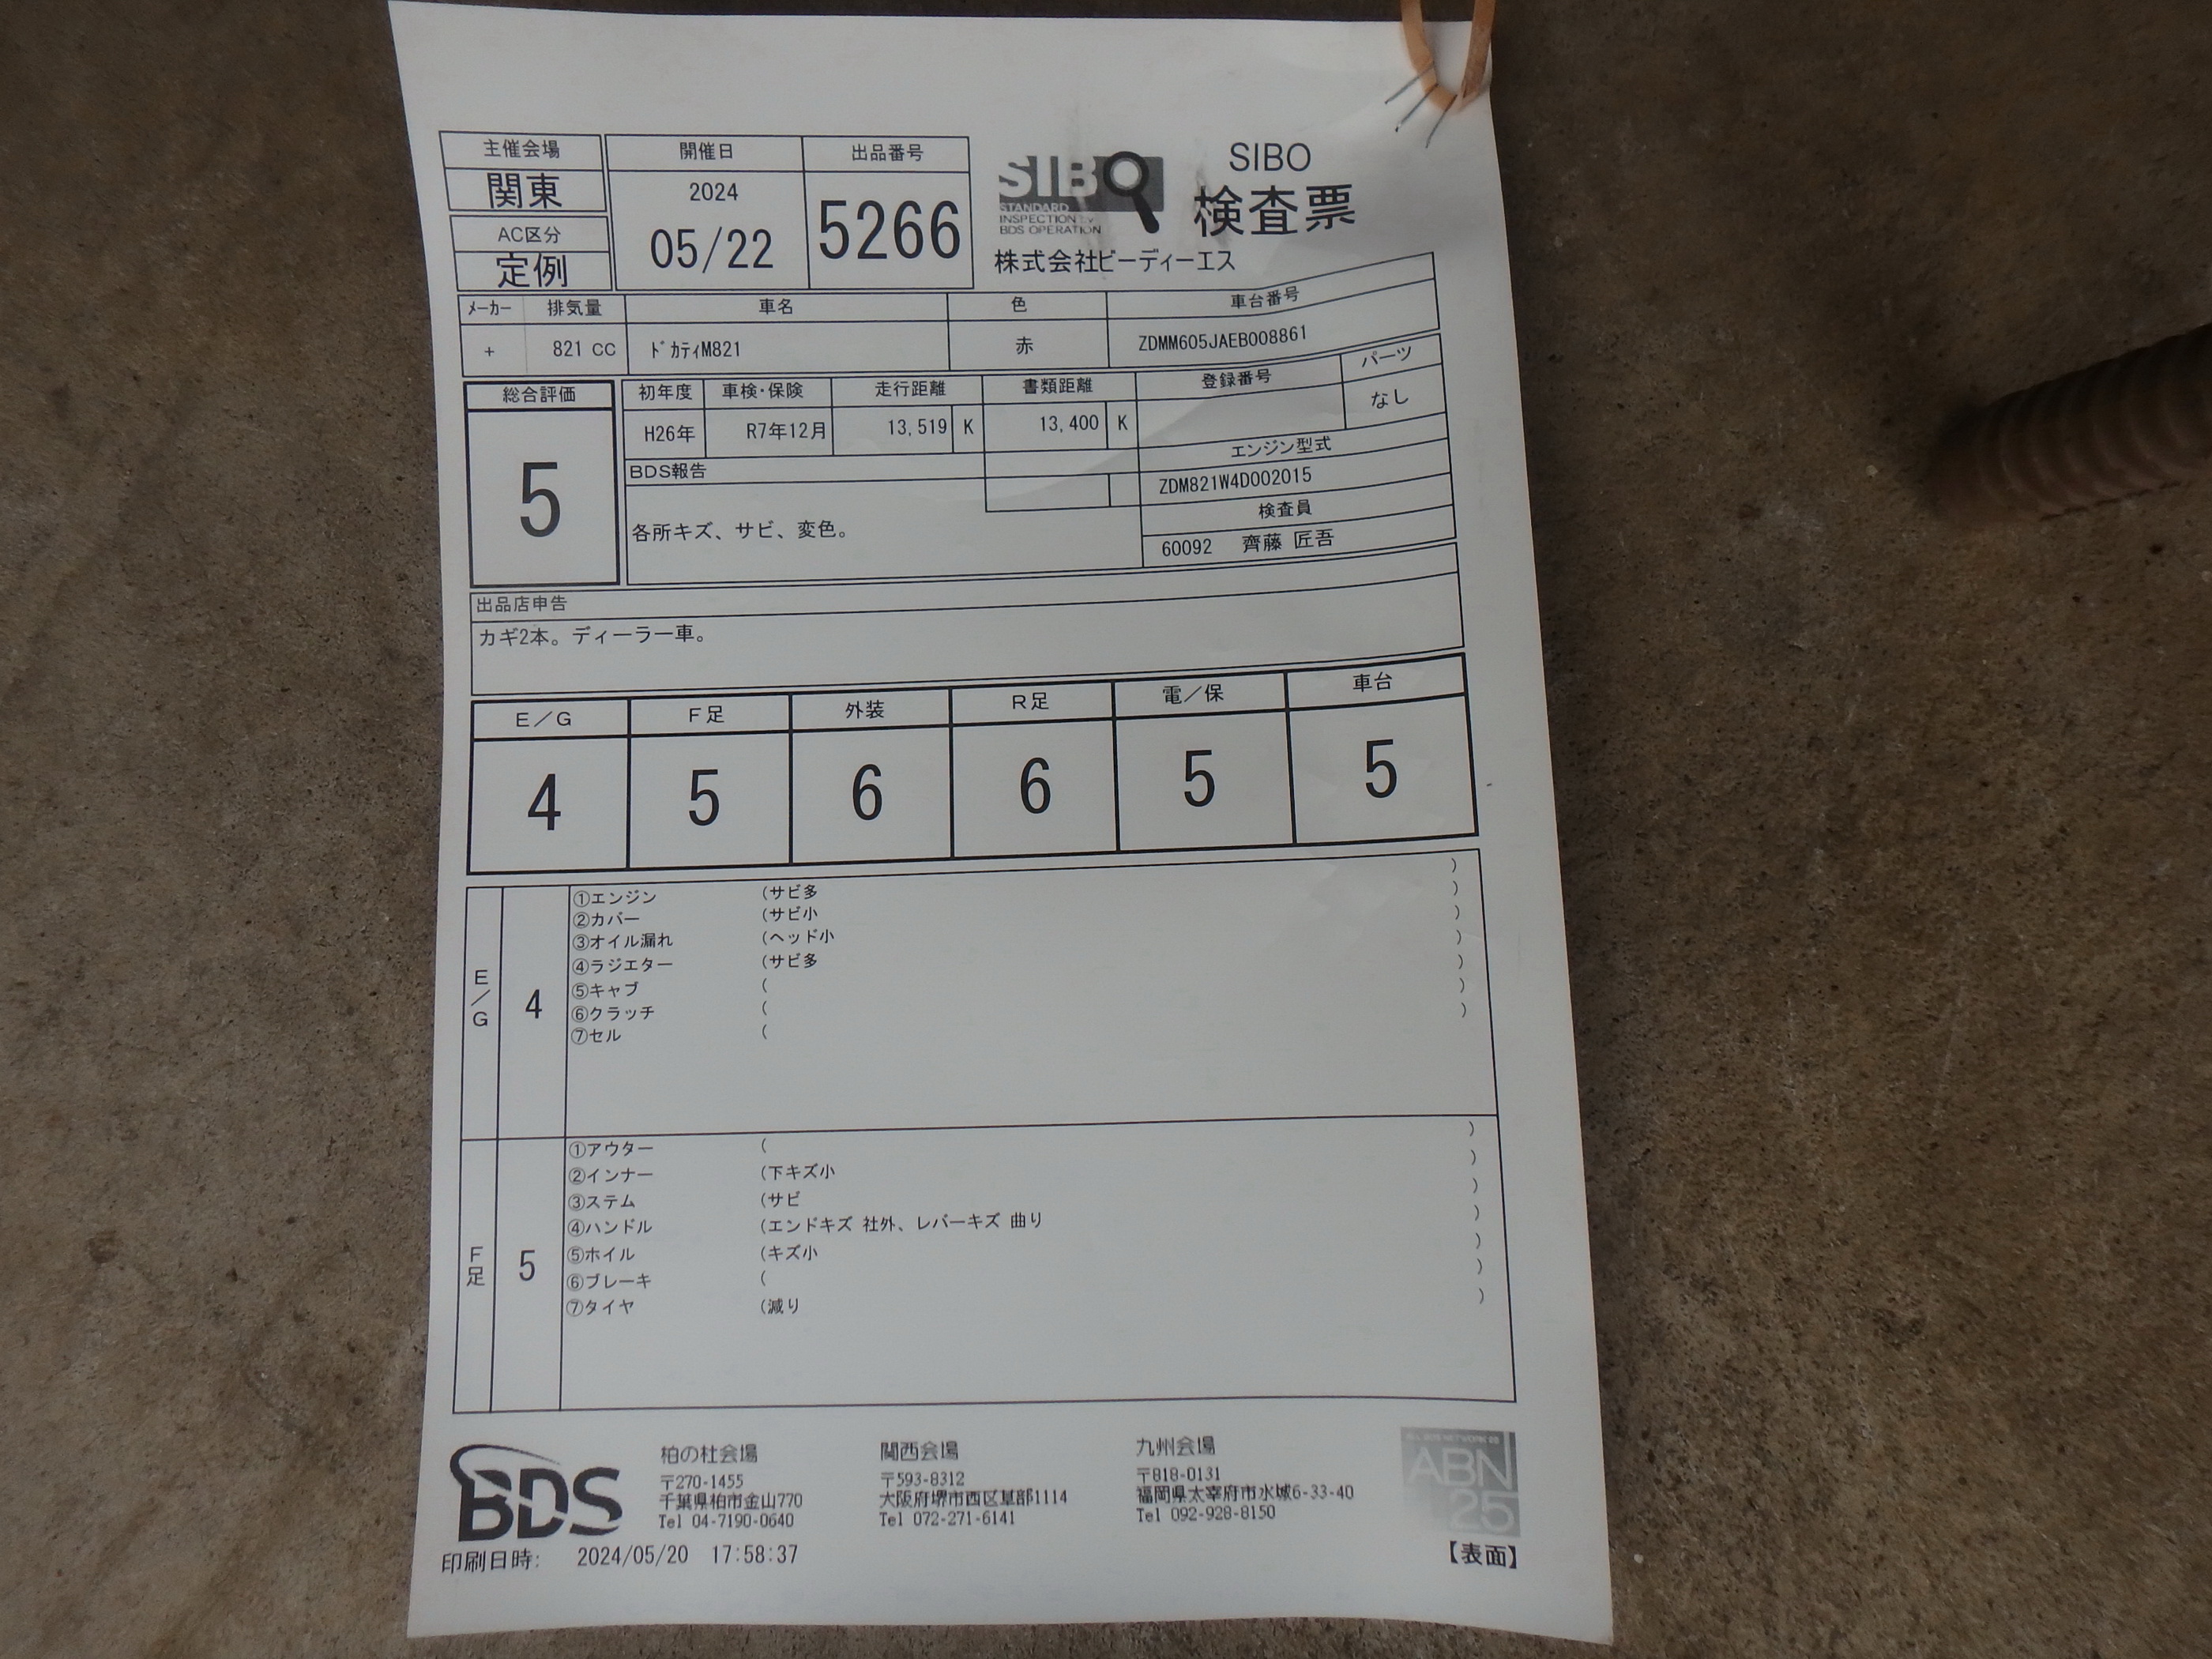 主催会場
関東
AC区分
定例
開催日
2024
05/22
出品番号
5266
SIBO
STANDARD
INSPECTION BY
BDS OPERATION
SIBO
検査票
株式会社ビーディーエス
ﾒｰｶｰ 排気量 車名 色 車台番号
+ 821 CC ﾄﾞｶﾃｨM821 赤 ZDMM605JAEB008861
総合評価
5
初年度 車検・保険 走行距離 書類距離 登録番号 パーツ
H26年 R7年12月 13,519 K 13,400 K なし
BDS報告
各所キズ、サビ、変色。
エンジン型式
ZDM821W4D002015
検査員
60092 齊藤 匠吾
出品店申告
カギ2本。ディーラー車。
E/G F足 外装 R足 電/保 車台
4 5 6 6 5 5
E/G 4
①エンジン (サビ多 )
②カバー (サビ小 )
③オイル漏れ (ヘッド小 )
④ラジエター (サビ多 )
⑤キャブ ( )
⑥クラッチ ( )
⑦セル ( )
F足 5
①アウター ( )
②インナー (下キズ小 )
③ステム (サビ )
④ハンドル (エンドキズ 社外、レバーキズ 曲り )
⑤ホイル (キズ小 )
⑥ブレーキ ( )
⑦タイヤ (減り )
BDS
柏の杜会場
〒270-1455
千葉県柏市金山770
Tel 04-7190-0640
関西会場
〒593-8312
大阪府堺市西区草部1114
Tel 072-271-6141
九州会場
〒818-0131
福岡県太宰府市水城6-33-40
Tel 092-928-8150
ABN
25
印刷日時: 2024/05/20 17:58:37
【表面】